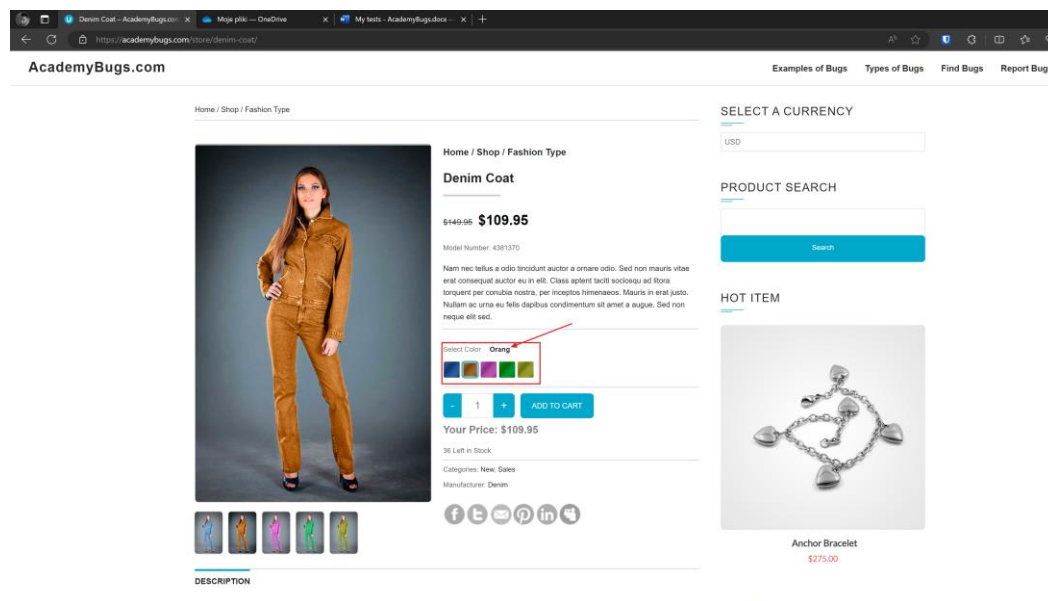 Denim Coat – AcademyBugs.com
Moje pliki — OneDrive
My tests - AcademyBugs.docx —
https://academybugs.com/store/denim-coat/
AcademyBugs.com
Examples of Bugs
Types of Bugs
Find Bugs
Report Bug
Home / Shop / Fashion Type
Home / Shop / Fashion Type
Denim Coat
$149.95 $109.95
Model Number: 4381370
Nam nec tellus a odio tincidunt auctor a ornare odio. Sed non mauris vitae
erat consequat auctor eu in elit. Class aptent taciti sociosqu ad litora
torquent per conubia nostra, per inceptos himenaeos. Mauris in erat justo.
Nullam ac urna eu felis dapibus condimentum sit amet a augue. Sed non
neque elit sed.
Select Color Orang
- 1 + ADD TO CART
Your Price: $109.95
36 Left in Stock
Categories: New, Sales
Manufacturer: Denim
DESCRIPTION
SELECT A CURRENCY
USD
PRODUCT SEARCH
Search
HOT ITEM
Anchor Bracelet
$275.00